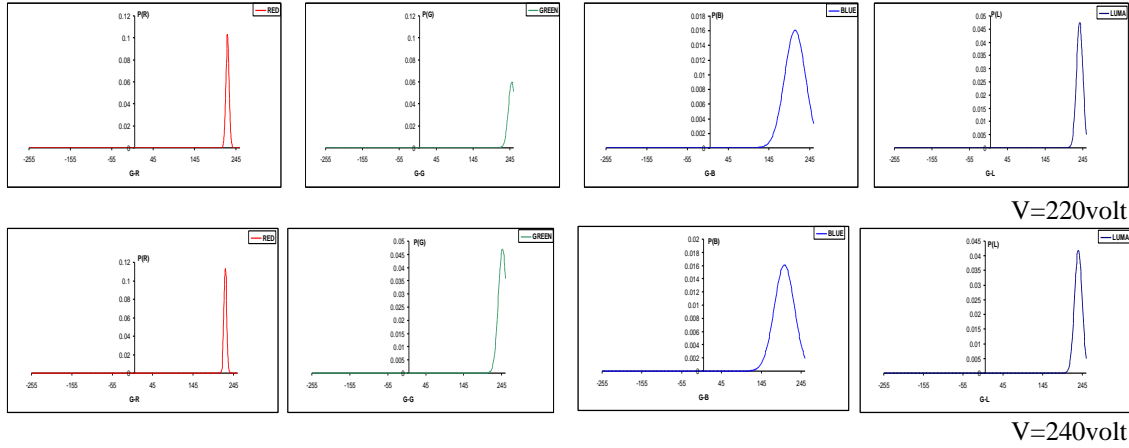 P(R)
RED
0.12
0.1
0.08
0.06
0.04
0.02
0
-255 -155 -55 45 145 245
G-R
P(G)
GREEN
0.12
0.1
0.08
0.06
0.04
0.02
0
-255 -155 -55 45 145 245
G-G
P(B)
BLUE
0.018
0.016
0.014
0.012
0.01
0.008
0.006
0.004
0.002
0
-255 -155 -55 45 145 245
G-B
P(L)
LUMA
0.05
0.045
0.04
0.035
0.03
0.025
0.02
0.015
0.01
0.005
0
-255 -155 -55 45 145 245
G-L
V=220volt
P(R)
RED
0.12
0.1
0.08
0.06
0.04
0.02
0
-255 -155 -55 45 145 245
G-R
P(G)
GREEN
0.05
0.045
0.04
0.035
0.03
0.025
0.02
0.015
0.01
0.005
0
-255 -155 -55 45 145 245
G-G
P(B)
BLUE
0.02
0.018
0.016
0.014
0.012
0.01
0.008
0.006
0.004
0.002
0
-255 -155 -55 45 145 245
G-B
P(L)
LUMA
0.045
0.04
0.035
0.03
0.025
0.02
0.015
0.01
0.005
0
-255 -155 -55 45 145 245
G-L
V=240volt